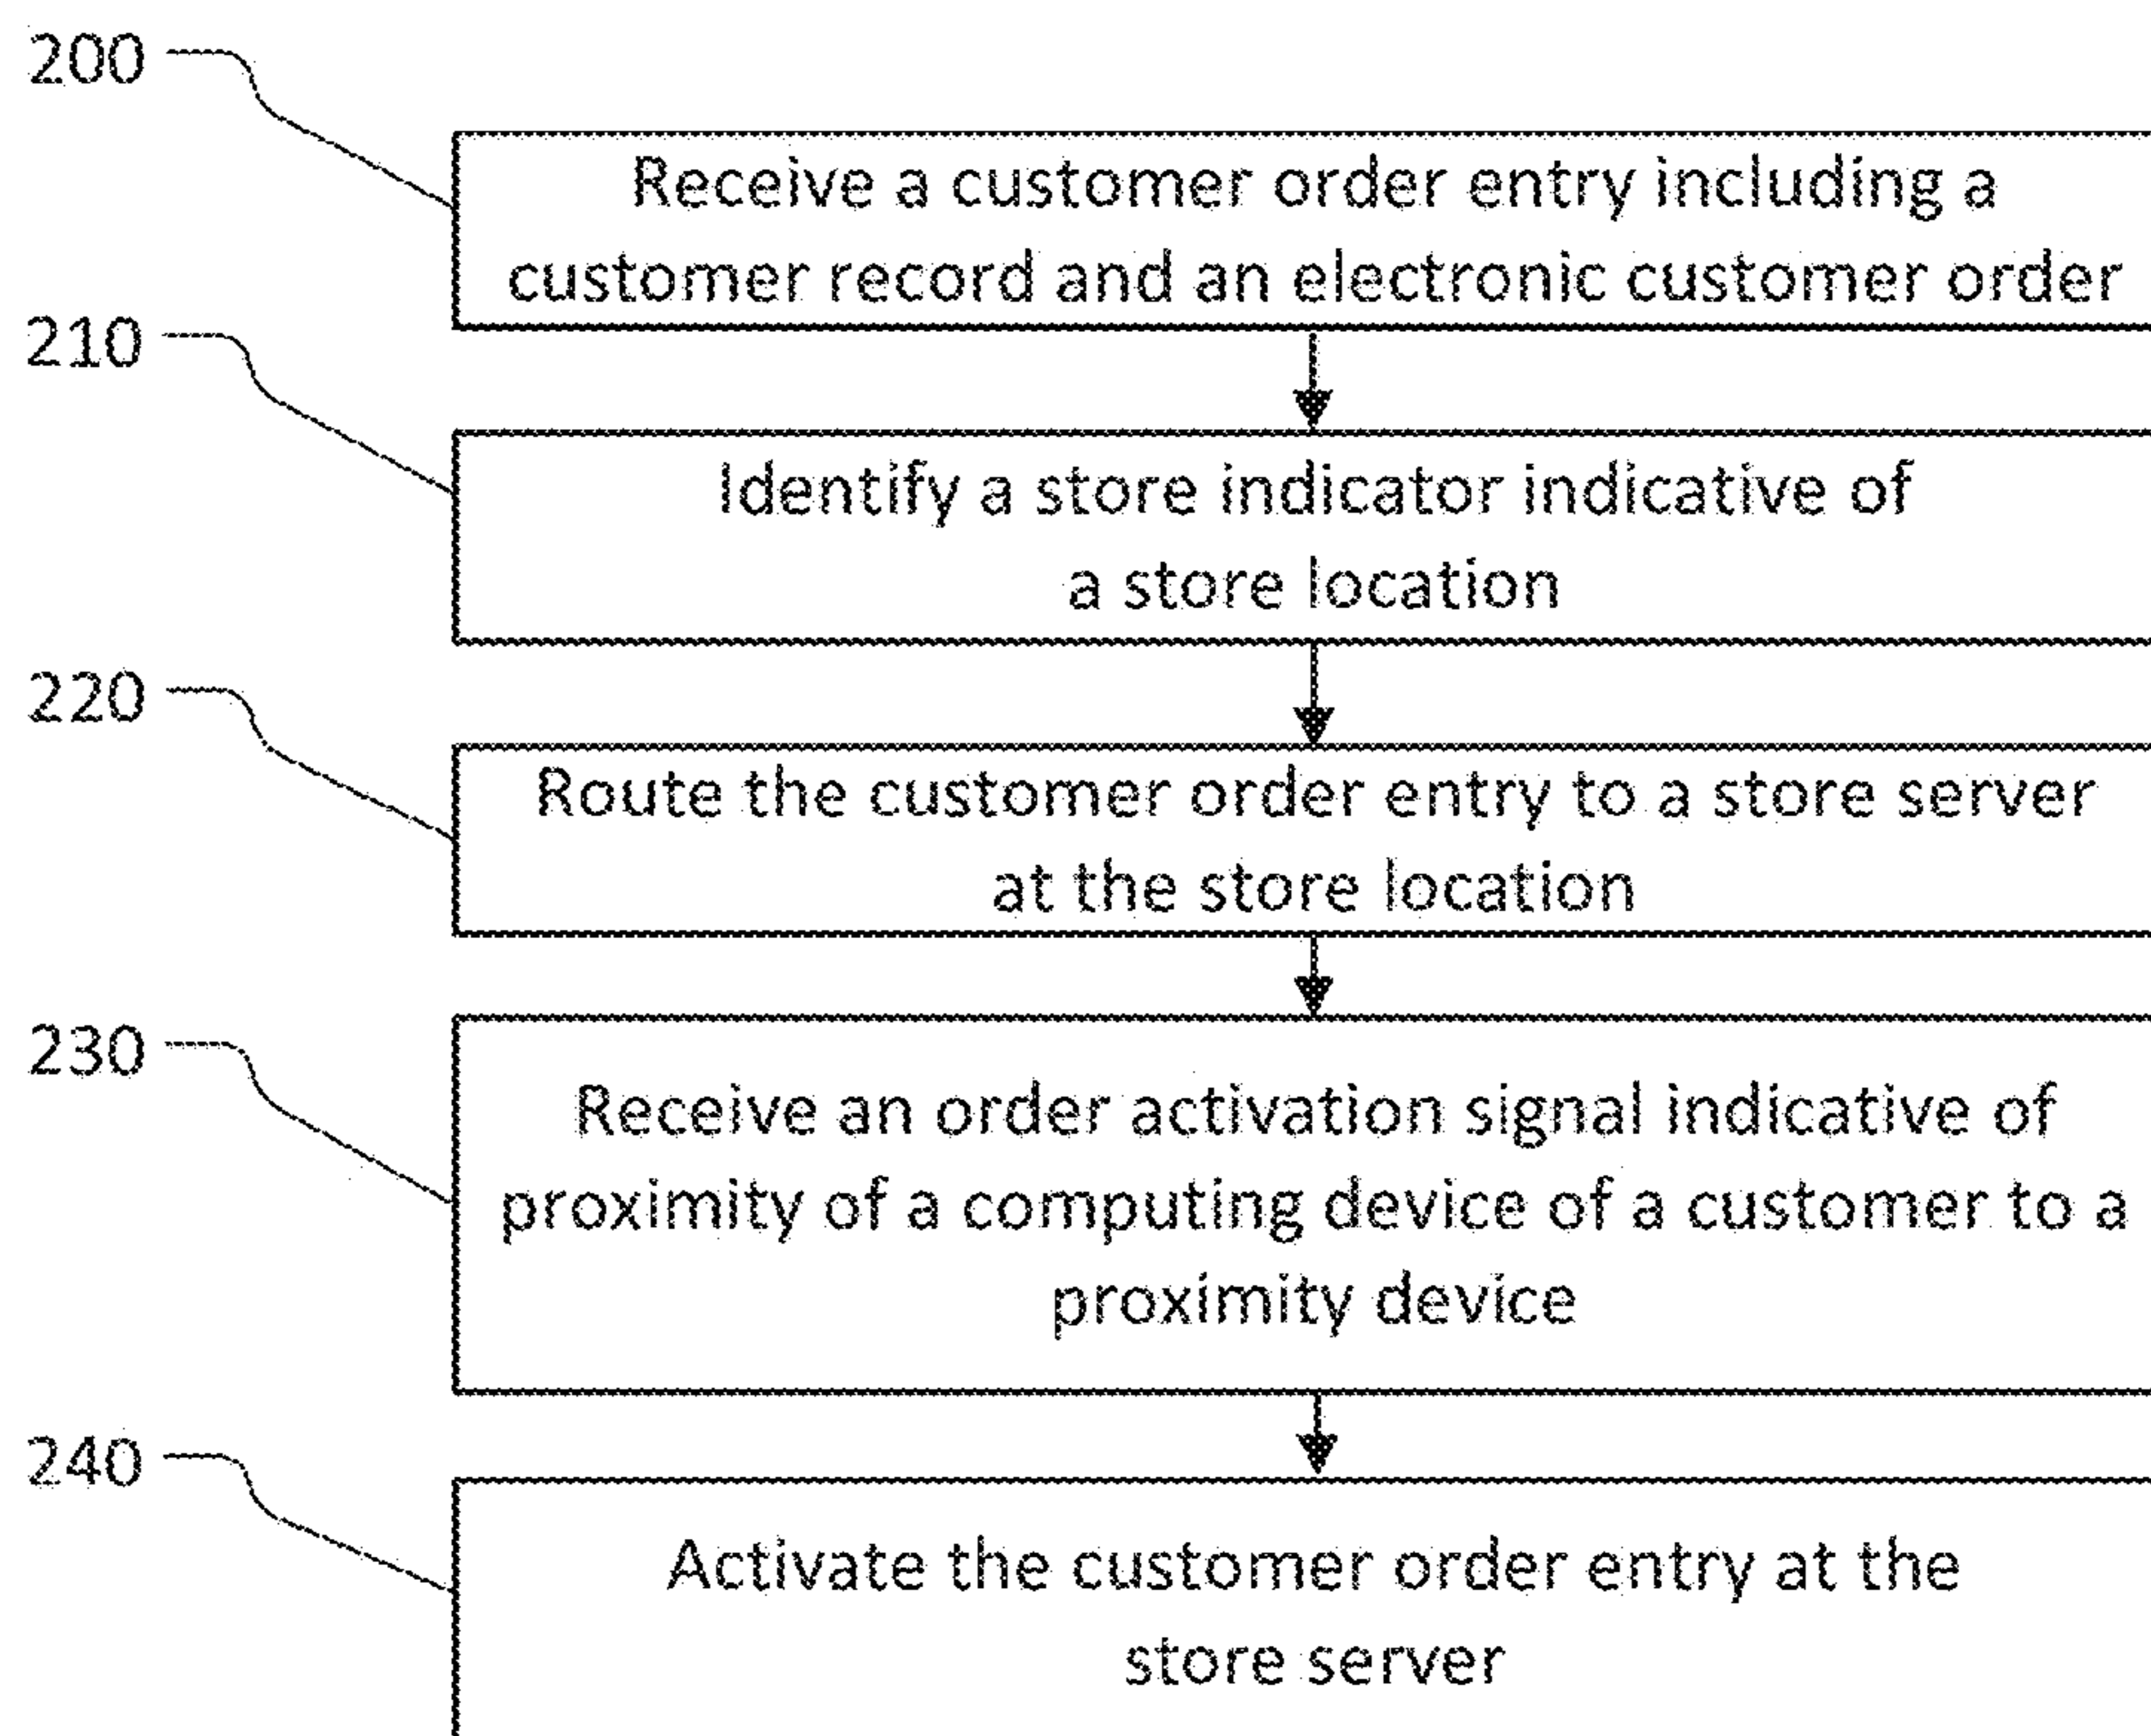 200
Receive a customer order entry including a
customer record and an electronic customer order
210
Identify a store indicator indicative of
a store location
220
Route the customer order entry to a store server
at the store location
230
Receive an order activation signal indicative of
proximity of a computing device of a customer to a
proximity device
240
Activate the customer order entry at the
store server